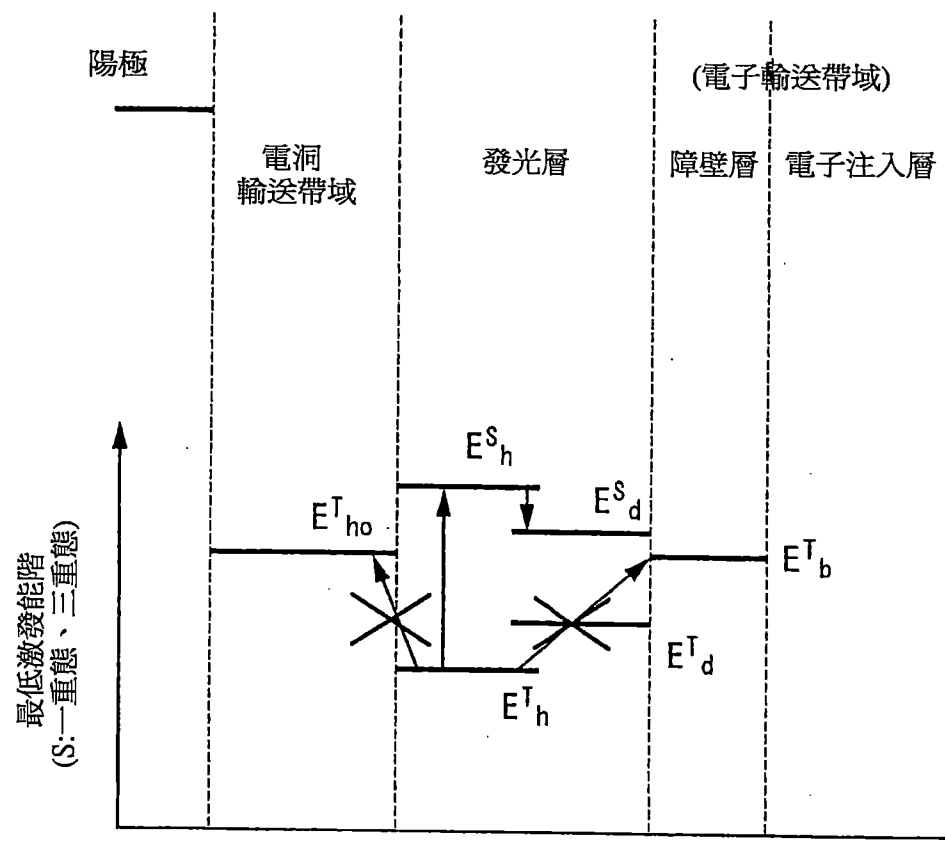 陽極
(電子輸送帶域)
電洞
輸送帶域
發光層
障壁層
電子注入層
E^S_h
E^S_d
E^T_ho
E^T_b
E^T_d
E^T_h
最低激發能階
(S:一重態、三重態)